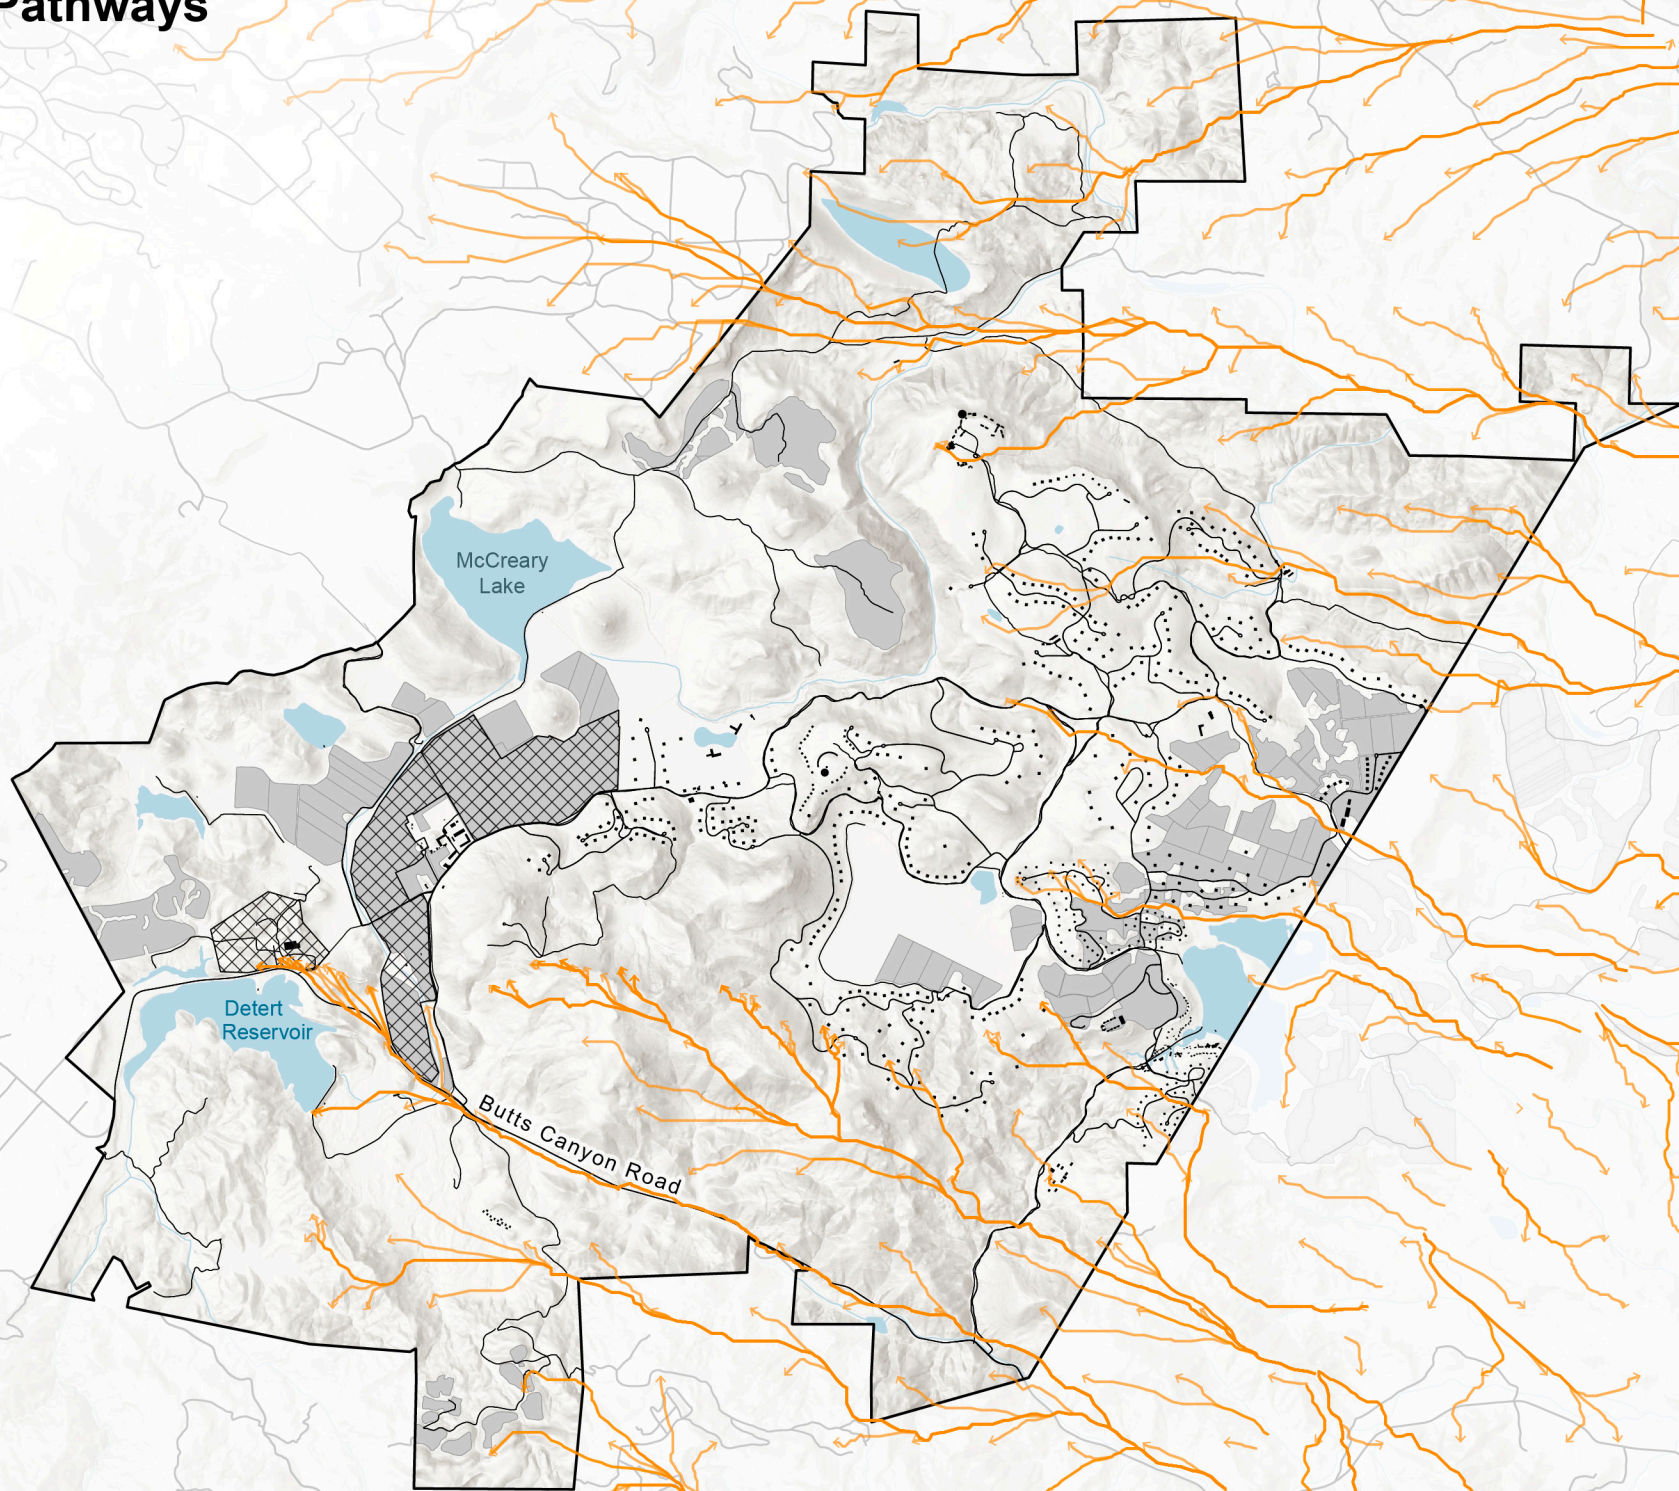 Pathways
McCreary
Lake
Detert
Reservoir
Butts Canyon Road